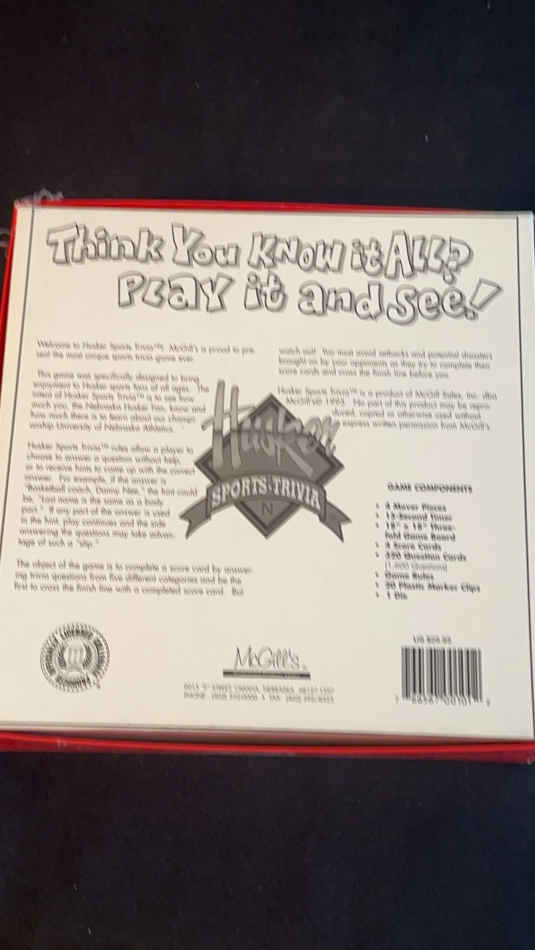 Think You Know it All?
Play it and see!
Welcome to Husker Sports Trivia™. McGill's is proud to pre-
sent the most unique sports trivia game ever.
This game was specifically designed to bring
enjoyment to Husker sports fans of all ages. The
intent of Husker Sports Trivia™ is to see how
much you, the Nebraska Husker Fan, know and
how much there is to learn about our champi-
onship University of Nebraska Athletics.
Husker Sports Trivia™ rules allow a player to
choose to answer a question without help,
or to receive hints to come up with the correct
answer. For example, if the answer is
"Basketball coach, Danny Nee," the hint could
be, "Last name is the same as a body
part." If any part of the answer is used
in the hint, play continues and the side
answering the questions may take advan-
tage of such a "slip."
The object of the game is to complete a score card by answer-
ing trivia questions from five different categories and be the
first to cross the finish line with a completed score card. But
watch out! You must avoid setbacks and potential disasters
brought on by your opponents as they try to complete their
score cards and cross the finish line before you.
Husker Sports Trivia™ is a product of McGill Sales, Inc. dba
McGill's© 1993. No part of this product may be repro-
duced, copied or otherwise used without
express written permission from McGill's.
Husker
SPORTS-TRIVIA
N
GAME COMPONENTS
4 Mover Pieces
18" x 18" Three-
fold Game Board
4 Score Cards
Question Cards
Game Rules
20 Plastic Marker Clips
1 Die
McGill's